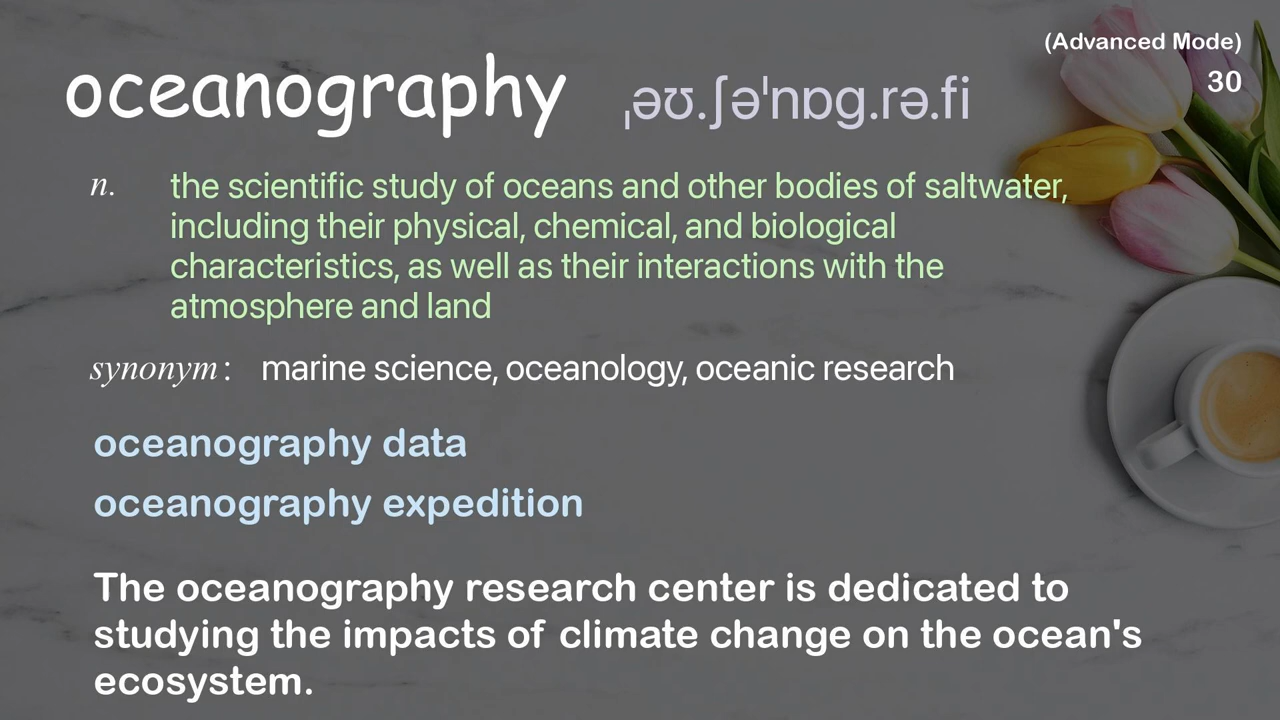 (Advanced Mode)
30
oceanography ˌəʊ.ʃəˈnɒg.rə.fi
n. the scientific study of oceans and other bodies of saltwater,
including their physical, chemical, and biological
characteristics, as well as their interactions with the
atmosphere and land
synonym: marine science, oceanology, oceanic research
oceanography data
oceanography expedition
The oceanography research center is dedicated to
studying the impacts of climate change on the ocean's
ecosystem.